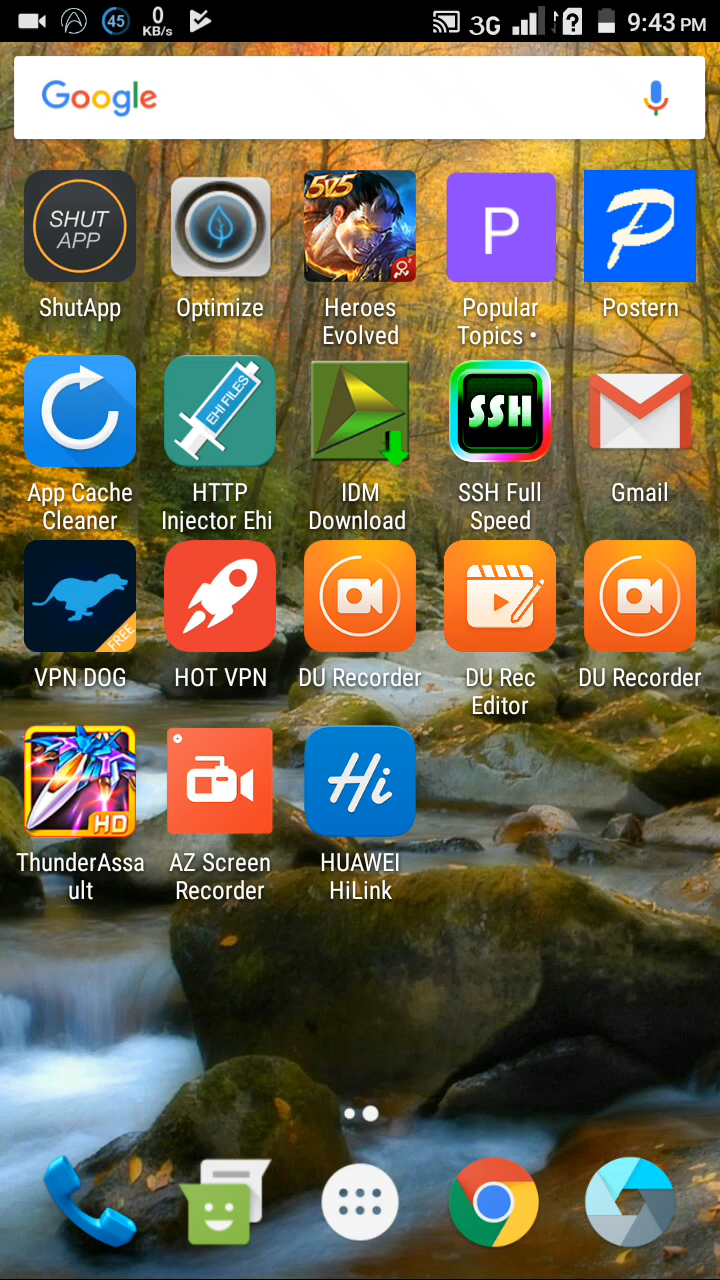 45
0
KB/s
3G
?
9:43 PM
Google
SHUT
APP
575
P
P
ShutApp
Optimize
Heroes
Evolved
Popular
Topics •
Postern
EHI FILES
SSH
App Cache
Cleaner
HTTP
Injector Ehi
IDM
Download
SSH Full
Speed
Gmail
FREE
VPN DOG
HOT VPN
DU Recorder
DU Rec
Editor
DU Recorder
HD
Hi
ThunderAssa
ult
AZ Screen
Recorder
HUAWEI
HiLink